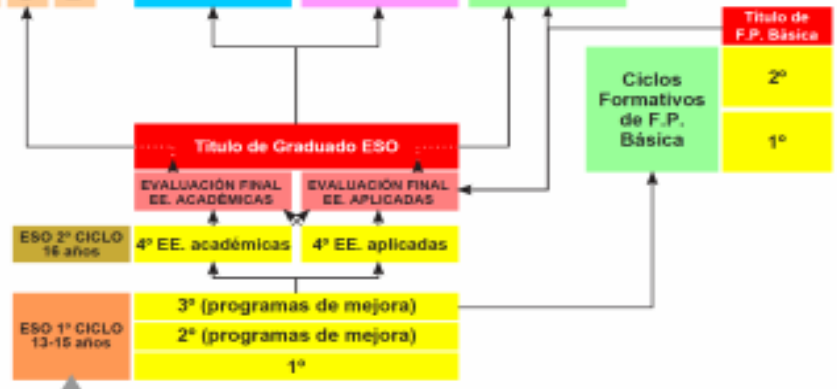 Título de
F.P. Básica
Ciclos
Formativos
de F.P.
Básica
2º
1º
Título de Graduado ESO
EVALUACIÓN FINAL
EE. ACADÉMICAS
EVALUACIÓN FINAL
EE. APLICADAS
ESO 2º CICLO
16 años
4º EE. académicas
4º EE. aplicadas
ESO 1º CICLO
13-15 años
3º (programas de mejora)
2º (programas de mejora)
1º